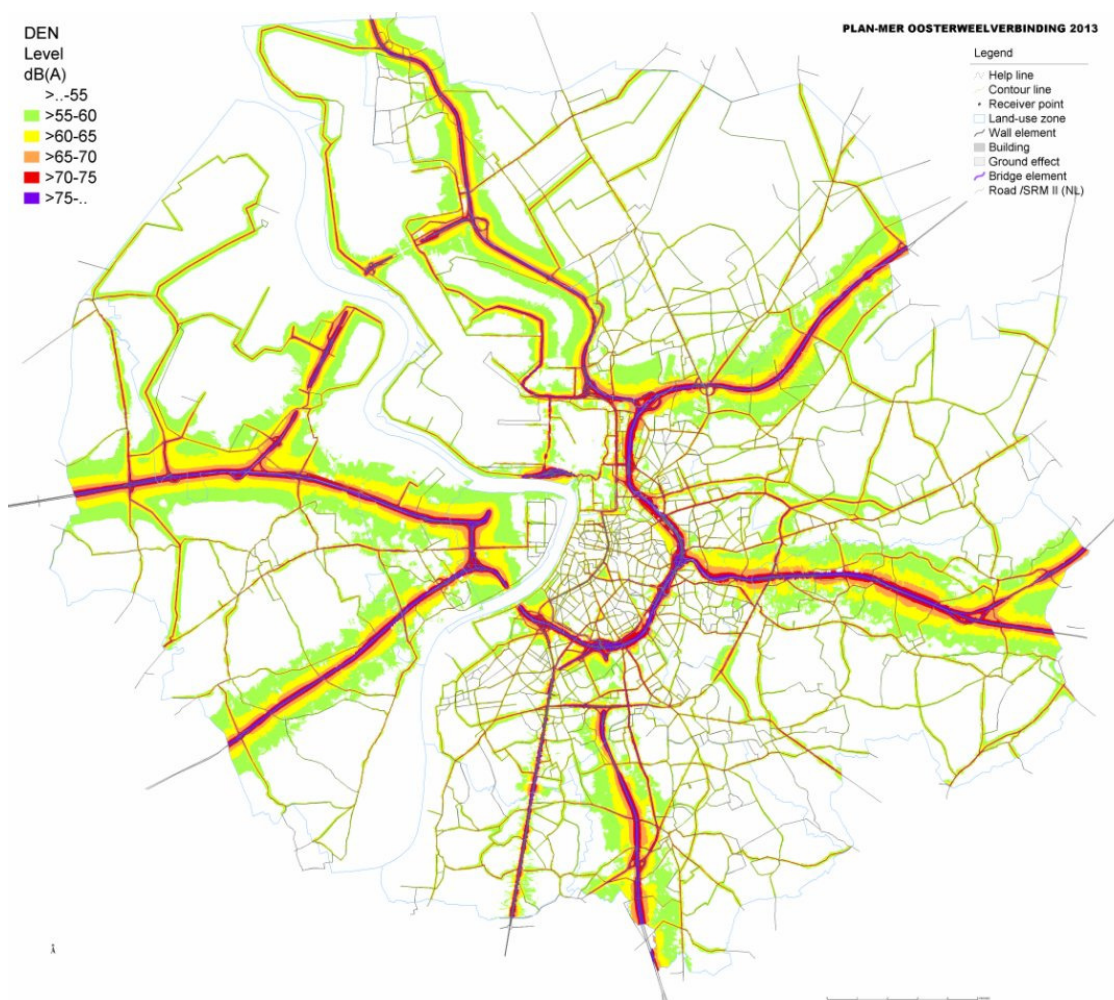 DEN
Level
dB(A)
>..-55
>55-60
>60-65
>65-70
>70-75
>75-..
PLAN-MER OOSTERWEELVERBINDING 2013
Legend
Help line
Contour line
Receiver point
Land-use zone
Wall element
Building
Ground effect
Bridge element
Road /SRM II (NL)